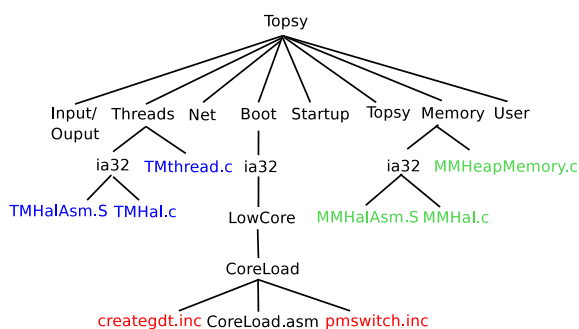 Topsy
Input/
Ouput
Threads
Net
Boot
Startup
Topsy
Memory
User
ia32
TMthread.c
ia32
ia32
MMHeapMemory.c
TMHalAsm.S
TMHal.c
LowCore
MMHalAsm.S
MMHal.c
CoreLoad
creategdt.inc
CoreLoad.asm
pmswitch.inc